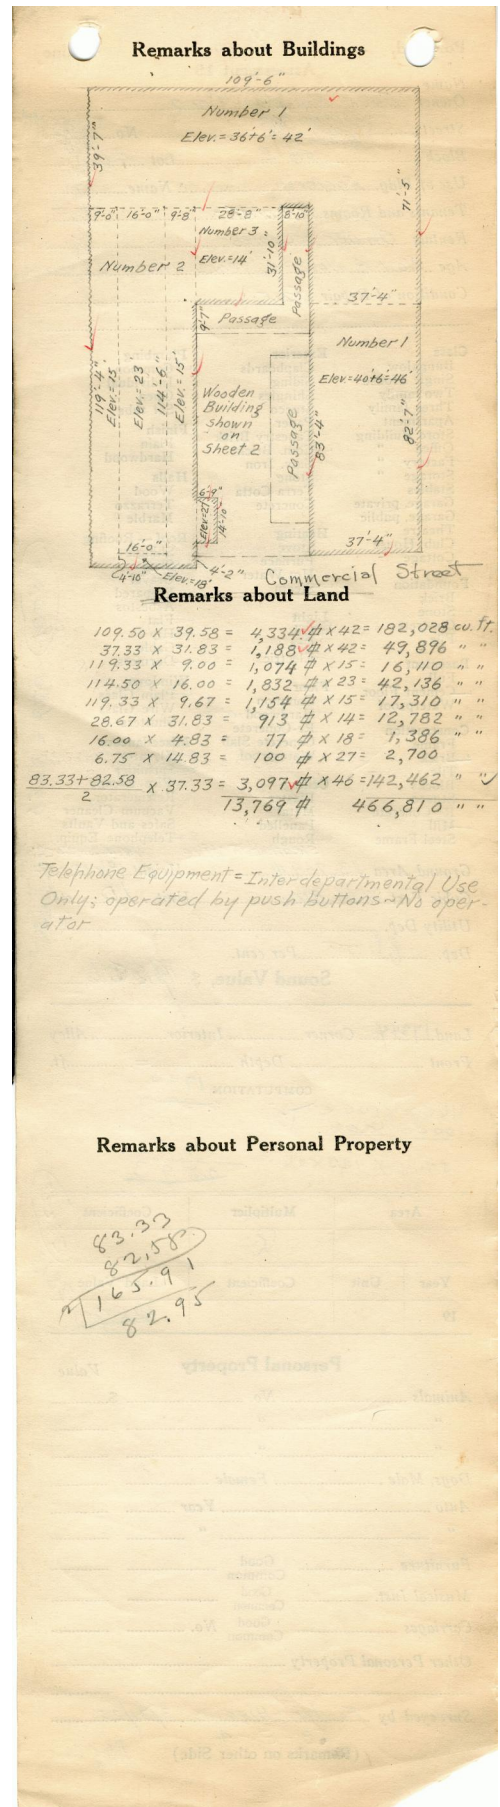 Remarks about Buildings
109'-6"
Number 1
Elev. = 36'+6' = 42'
39'-7"
71'-5"
9'-0" 16'-0" 9'-8" 28'-8" 8'-10"
Number 3
Elev. = 14'
31'-10"
Passage
Number 2
37'-4"
9'-7"
Passage
Number 1
Elev. = 40'+6' = 46'
119'-4"
Elev. = 15'
Elev. = 23
114'-6"
Elev. = 15'
Wooden
Building
shown
on
Sheet 2
Passage
83'-4"
82'-7"
6'-9"
Elev. = 27'
14'-10"
16'-0"
37'-4"
4'-10" Elev. = 18' 4'-2" Commercial Street
Remarks about Land
109.50 X 39.58 = 4,334 ⏍ X 42 = 182,028 cu. ft.
37.33 X 31.83 = 1,188 ⏍ X 42 = 49,896 " "
119.33 X 9.00 = 1,074 ⏍ X 15 = 16,110 " "
114.50 X 16.00 = 1,832 ⏍ X 23 = 42,136 " "
119.33 X 9.67 = 1,154 ⏍ X 15 = 17,310 " "
28.67 X 31.83 = 913 ⏍ X 14 = 12,782 " "
16.00 X 4.83 = 77 ⏍ X 18 = 1,386 " "
6.75 X 14.83 = 100 ⏍ X 27 = 2,700
83.33+82.58
2 X 37.33 = 3,097 ⏍ X 46 = 142,462 " "
13,769 ⏍ 466,810 " "
Telephone Equipment = Interdepartmental Use
Only; operated by push buttons ~ No oper-
ator
Remarks about Personal Property
83.33
82.58
2 165.91
82.95